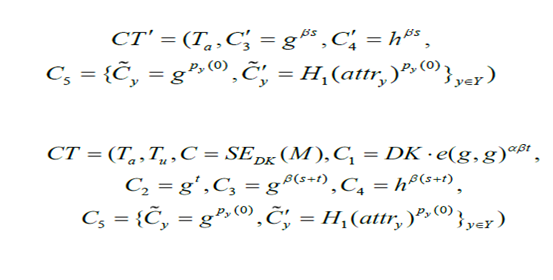 CT′ = (T_a, C′_3 = g^{βs}, C′_4 = h^{βs},
C_5 = {C̃_y = g^{p_y(0)}, C̃′_y = H_1(attr_y)^{p_y(0)}}_{y∈Y})
CT = (T_a, T_u, C = SE_{DK}(M), C_1 = DK · e(g, g)^{αβt},
C_2 = g^t, C_3 = g^{β(s+t)}, C_4 = h^{β(s+t)},
C_5 = {C̃_y = g^{p_y(0)}, C̃′_y = H_1(attr_y)^{p_y(0)}}_{y∈Y})